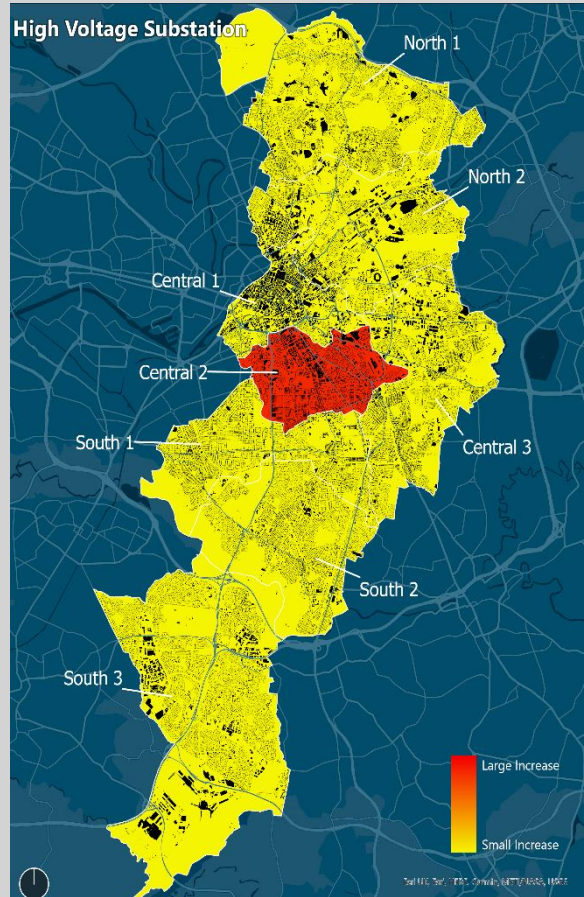 High Voltage Substation
North 1
North 2
Central 1
Central 2
South 1
Central 3
South 2
South 3
Large Increase
Small Increase